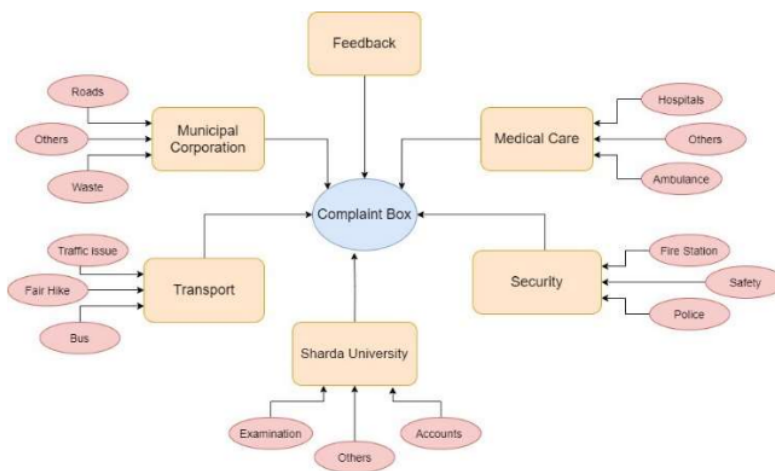 Feedback
Roads
Others
Waste
Municipal
Corporation
Medical Care
Hospitals
Others
Ambulance
Complaint Box
Traffic issue
Fair Hike
Bus
Transport
Security
Fire Station
Safety
Police
Sharda University
Examination
Others
Accounts